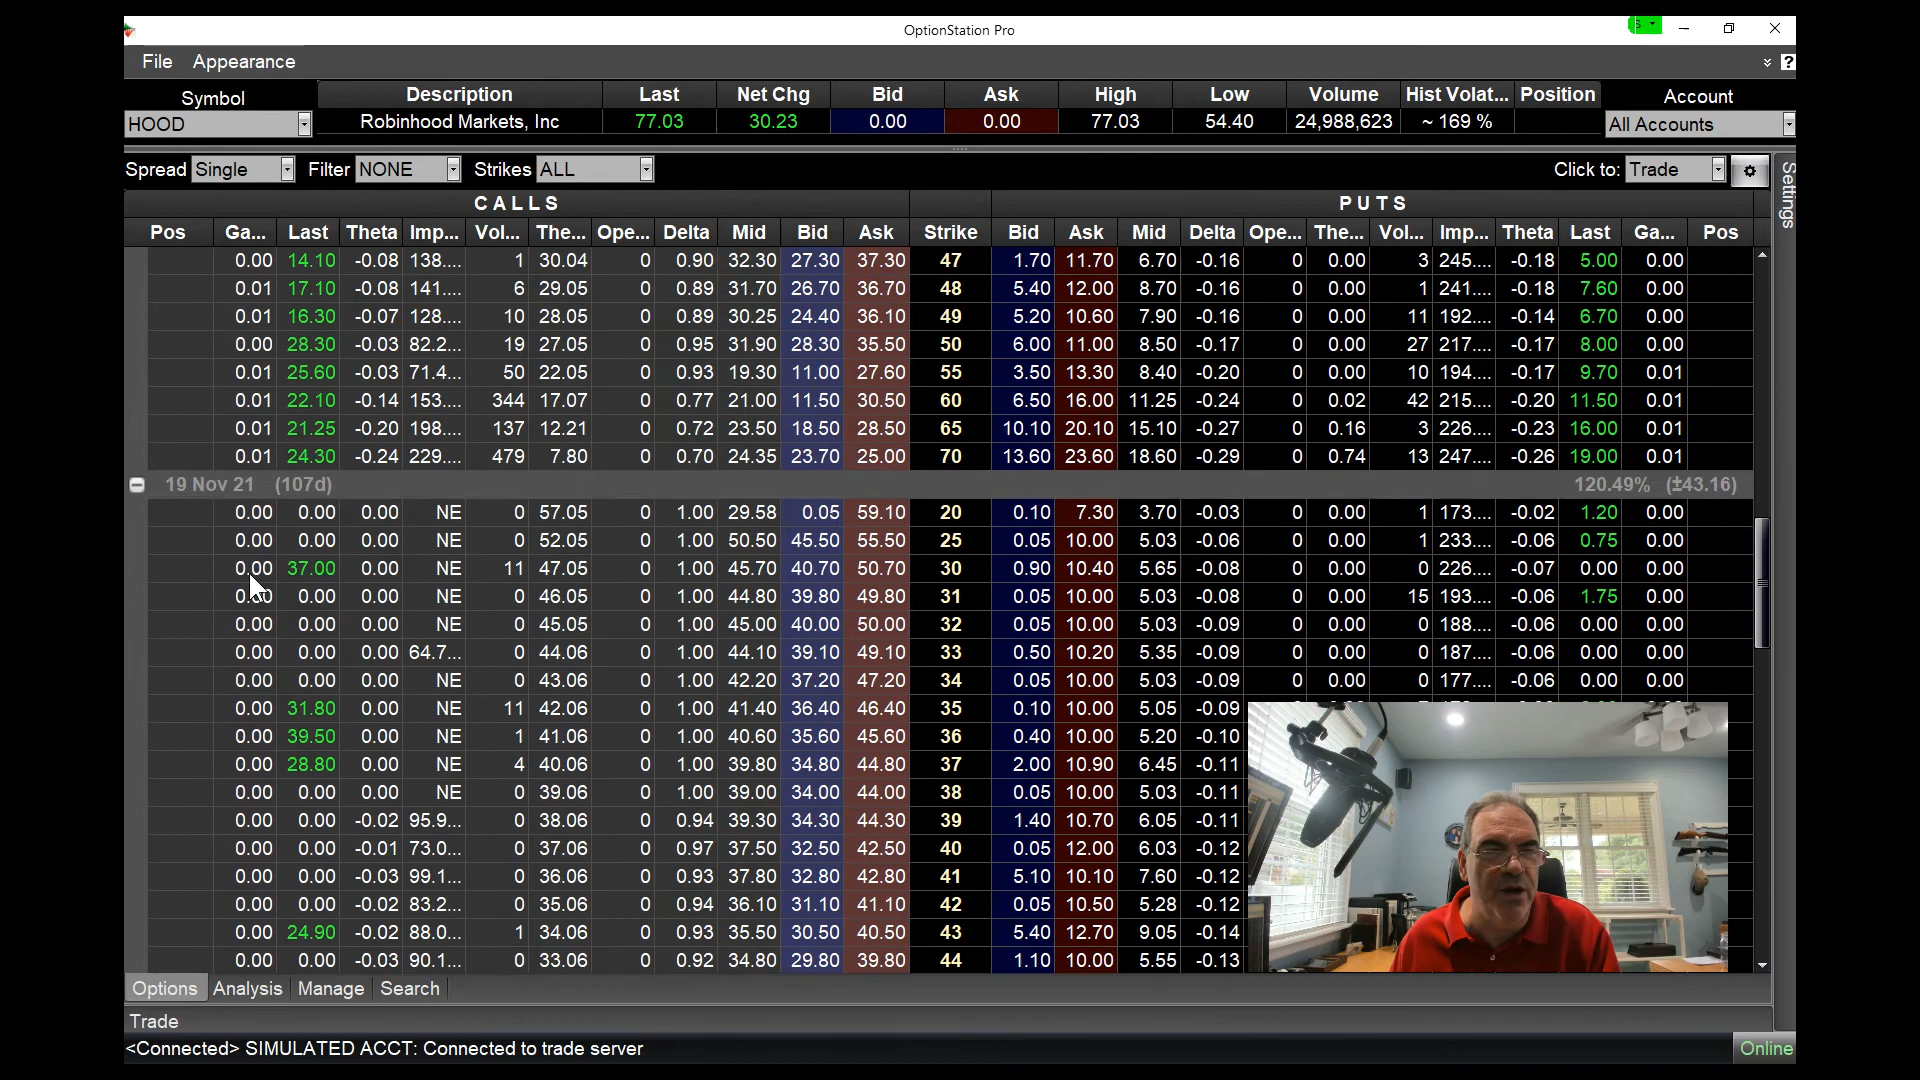 OptionStation Pro
S
File Appearance
?
Symbol Description Last Net Chg Bid Ask High Low Volume Hist Volat... Position Account
HOOD Robinhood Markets, Inc 77.03 30.23 0.00 0.00 77.03 54.40 24,988,623 ~ 169 % All Accounts
Spread Single Filter NONE Strikes ALL Click to: Trade
Settings
CALLS PUTS
Pos Ga... Last Theta Imp... Vol... The... Ope... Delta Mid Bid Ask Strike Bid Ask Mid Delta Ope... The... Vol... Imp... Theta Last Ga... Pos
0.00 14.10 -0.08 138.... 1 30.04 0 0.90 32.30 27.30 37.30 47 1.70 11.70 6.70 -0.16 0 0.00 3 245.... -0.18 5.00 0.00
0.01 17.10 -0.08 141.... 6 29.05 0 0.89 31.70 26.70 36.70 48 5.40 12.00 8.70 -0.16 0 0.00 1 241.... -0.18 7.60 0.00
0.01 16.30 -0.07 128.... 10 28.05 0 0.89 30.25 24.40 36.10 49 5.20 10.60 7.90 -0.16 0 0.00 11 192.... -0.14 6.70 0.00
0.00 28.30 -0.03 82.2... 19 27.05 0 0.95 31.90 28.30 35.50 50 6.00 11.00 8.50 -0.17 0 0.00 27 217.... -0.17 8.00 0.00
0.01 25.60 -0.03 71.4... 50 22.05 0 0.93 19.30 11.00 27.60 55 3.50 13.30 8.40 -0.20 0 0.00 10 194.... -0.17 9.70 0.01
0.01 22.10 -0.14 153.... 344 17.07 0 0.77 21.00 11.50 30.50 60 6.50 16.00 11.25 -0.24 0 0.02 42 215.... -0.20 11.50 0.01
0.01 21.25 -0.20 198.... 137 12.21 0 0.72 23.50 18.50 28.50 65 10.10 20.10 15.10 -0.27 0 0.16 3 226.... -0.23 16.00 0.01
0.01 24.30 -0.24 229.... 479 7.80 0 0.70 24.35 23.70 25.00 70 13.60 23.60 18.60 -0.29 0 0.74 13 247.... -0.26 19.00 0.01
19 Nov 21 (107d) 120.49% (±43.16)
0.00 0.00 0.00 NE 0 57.05 0 1.00 29.58 0.05 59.10 20 0.10 7.30 3.70 -0.03 0 0.00 1 173.... -0.02 1.20 0.00
0.00 0.00 0.00 NE 0 52.05 0 1.00 50.50 45.50 55.50 25 0.05 10.00 5.03 -0.06 0 0.00 1 233.... -0.06 0.75 0.00
0.00 37.00 0.00 NE 11 47.05 0 1.00 45.70 40.70 50.70 30 0.90 10.40 5.65 -0.08 0 0.00 0 226.... -0.07 0.00 0.00
0.00 0.00 0.00 NE 0 46.05 0 1.00 44.80 39.80 49.80 31 0.05 10.00 5.03 -0.08 0 0.00 15 193.... -0.06 1.75 0.00
0.00 0.00 0.00 NE 0 45.05 0 1.00 45.00 40.00 50.00 32 0.05 10.00 5.03 -0.09 0 0.00 0 188.... -0.06 0.00 0.00
0.00 0.00 0.00 64.7... 0 44.06 0 1.00 44.10 39.10 49.10 33 0.50 10.20 5.35 -0.09 0 0.00 0 187.... -0.06 0.00 0.00
0.00 0.00 0.00 NE 0 43.06 0 1.00 42.20 37.20 47.20 34 0.05 10.00 5.03 -0.09 0 0.00 0 177.... -0.06 0.00 0.00
0.00 31.80 0.00 NE 11 42.06 0 1.00 41.40 36.40 46.40 35 0.10 10.00 5.05 -0.09
0.00 39.50 0.00 NE 1 41.06 0 1.00 40.60 35.60 45.60 36 0.40 10.00 5.20 -0.10
0.00 28.80 0.00 NE 4 40.06 0 1.00 39.80 34.80 44.80 37 2.00 10.90 6.45 -0.11
0.00 0.00 0.00 NE 0 39.06 0 1.00 39.00 34.00 44.00 38 0.05 10.00 5.03 -0.11
0.00 0.00 -0.02 95.9... 0 38.06 0 0.94 39.30 34.30 44.30 39 1.40 10.70 6.05 -0.11
0.00 0.00 -0.01 73.0... 0 37.06 0 0.97 37.50 32.50 42.50 40 0.05 12.00 6.03 -0.12
0.00 0.00 -0.03 99.1... 0 36.06 0 0.93 37.80 32.80 42.80 41 5.10 10.10 7.60 -0.12
0.00 0.00 -0.02 83.2... 0 35.06 0 0.94 36.10 31.10 41.10 42 0.05 10.50 5.28 -0.12
0.00 24.90 -0.02 88.0... 1 34.06 0 0.93 35.50 30.50 40.50 43 5.40 12.70 9.05 -0.14
0.00 0.00 -0.03 90.1... 0 33.06 0 0.92 34.80 29.80 39.80 44 1.10 10.00 5.55 -0.13
Options Analysis Manage Search
Trade
<Connected> SIMULATED ACCT: Connected to trade server Online